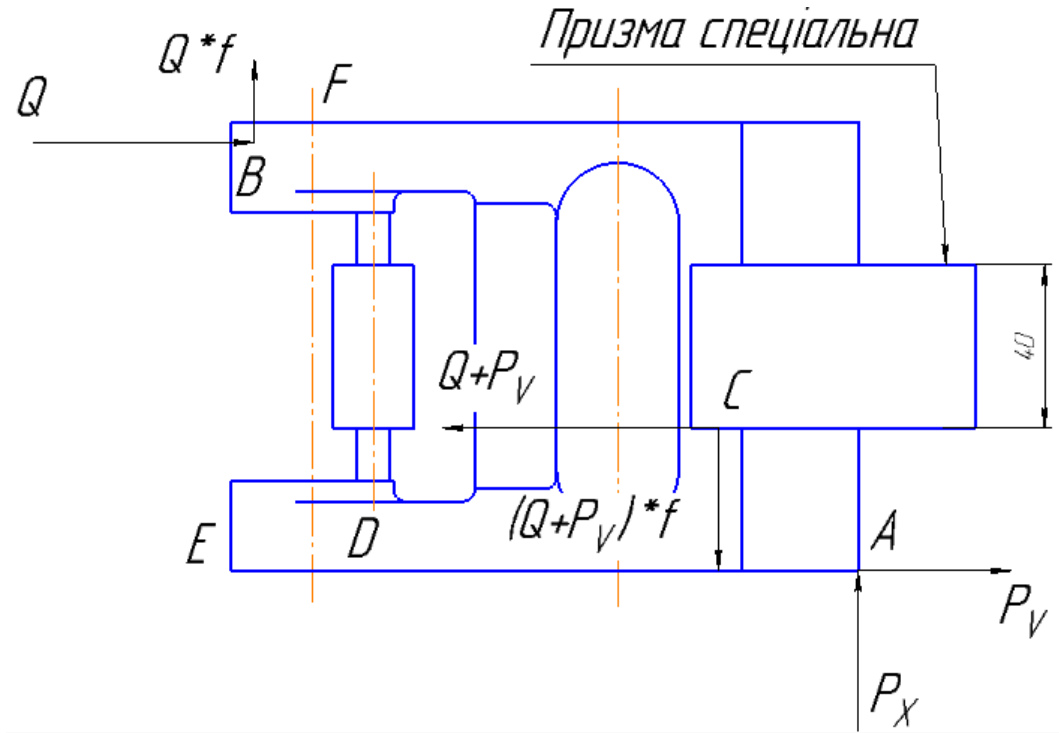 Призма спеціальна
Q*f
F
Q
B
40
Q+P_V
C
(Q+P_V)*f
E
D
A
P_V
P_X